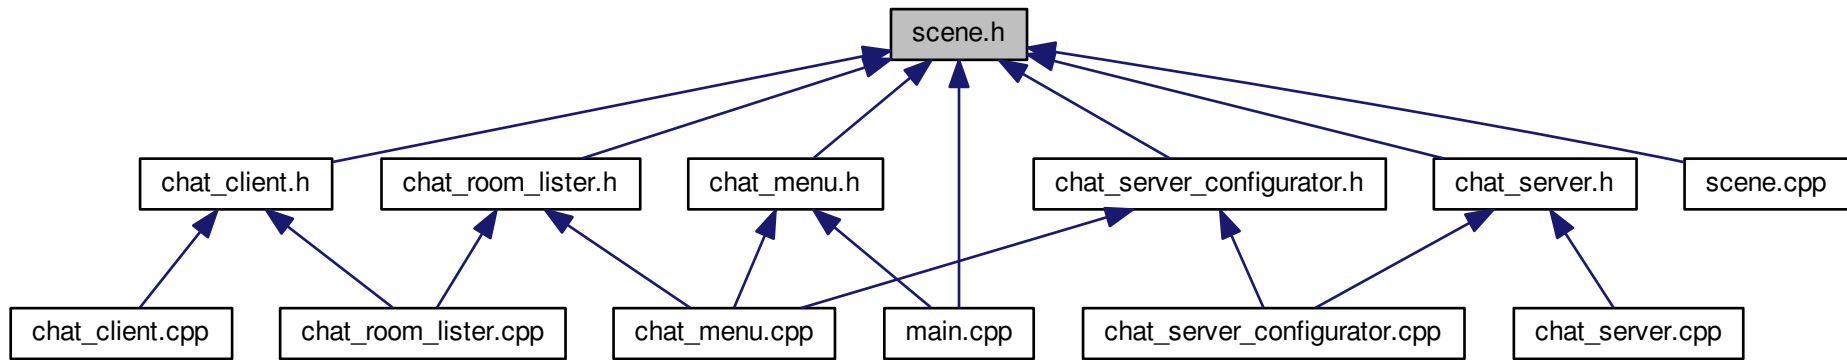 scene.h
chat_client.h
chat_room_lister.h
chat_menu.h
chat_server_configurator.h
chat_server.h
scene.cpp
chat_client.cpp
chat_room_lister.cpp
chat_menu.cpp
main.cpp
chat_server_configurator.cpp
chat_server.cpp